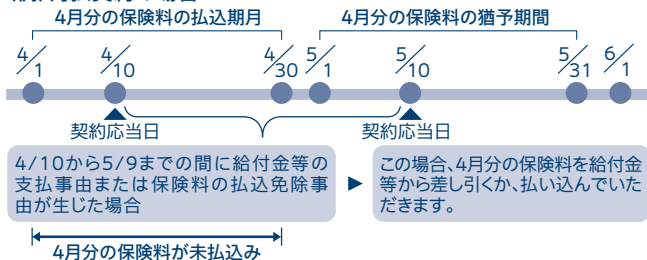 4月分の保険料の払込期月
4月分の保険料の猶予期間
4/1
4/10
4/30
5/1
5/10
5/31
6/1
契約応当日
契約応当日
4/10から5/9までの間に給付金等の
支払事由または保険料の払込免除事
由が生じた場合
この場合、4月分の保険料を給付金
等から差し引くか、払い込んでいた
だきます。
4月分の保険料が未払込み